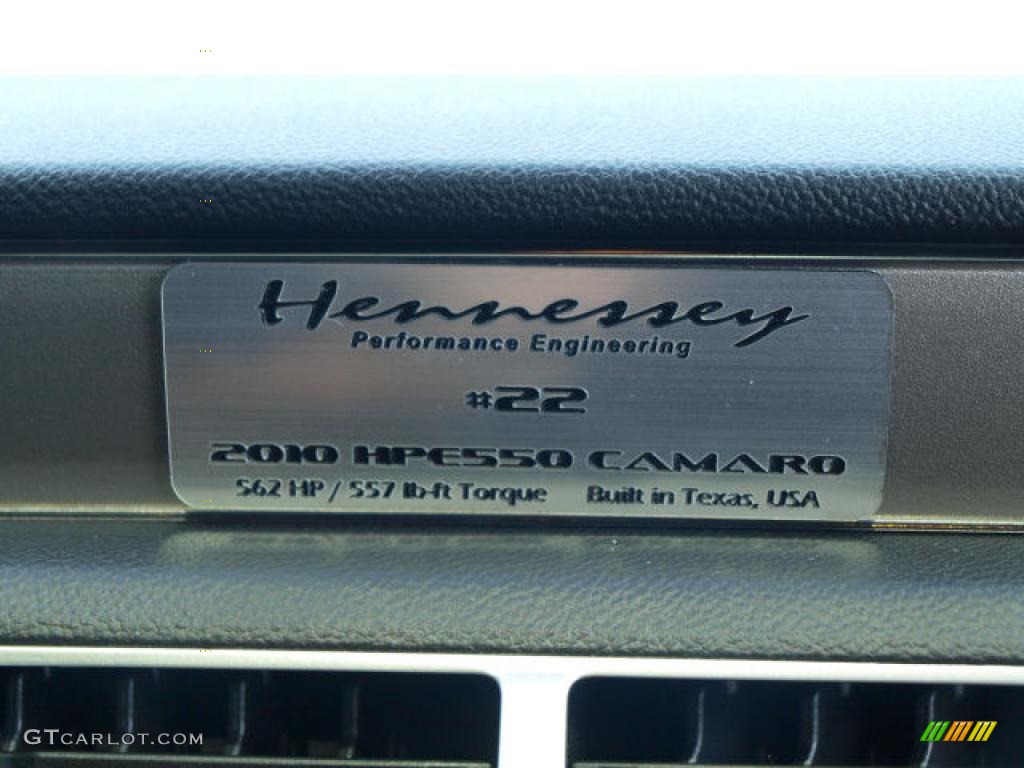 Hennessey
Performance Engineering
#22
2010 HPE550 CAMARO
562 HP / 557 lb-ft Torque Built in Texas, USA
GTCARLOT.COM